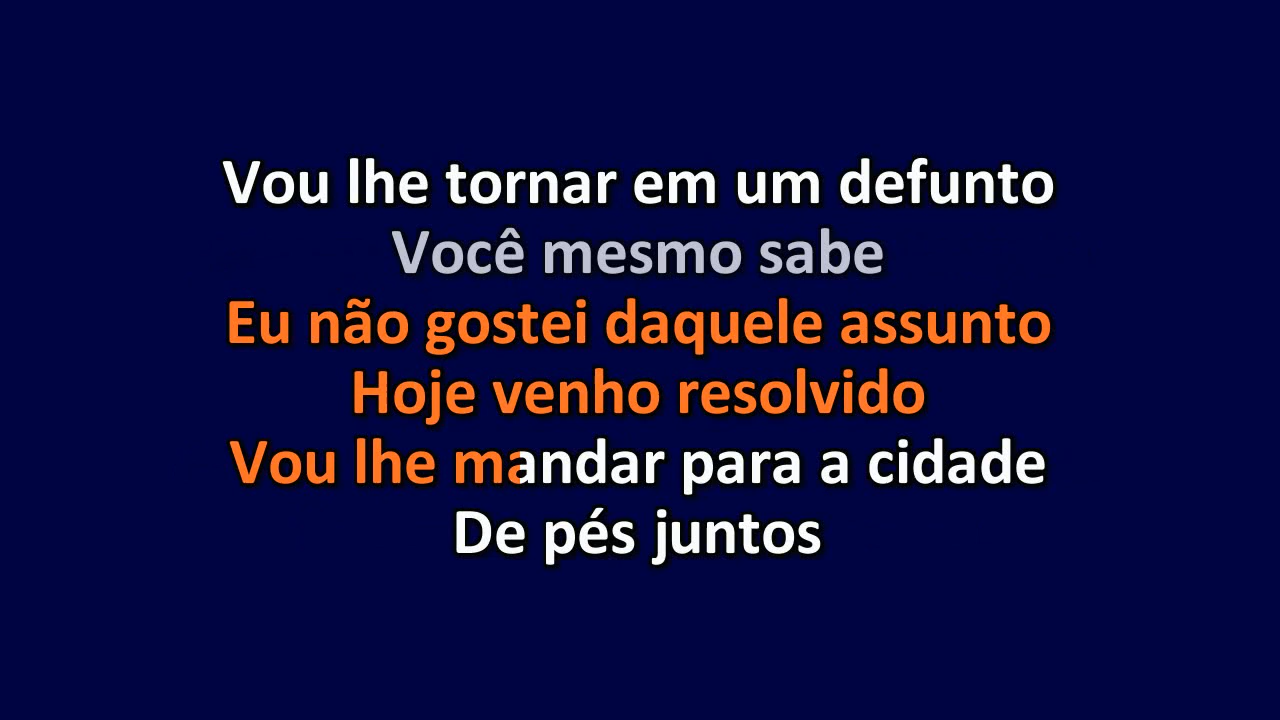 Vou lhe tornar em um defunto
Você mesmo sabe
Eu não gostei daquele assunto
Hoje venho resolvido
Vou lhe mandar para a cidade
De pés juntos